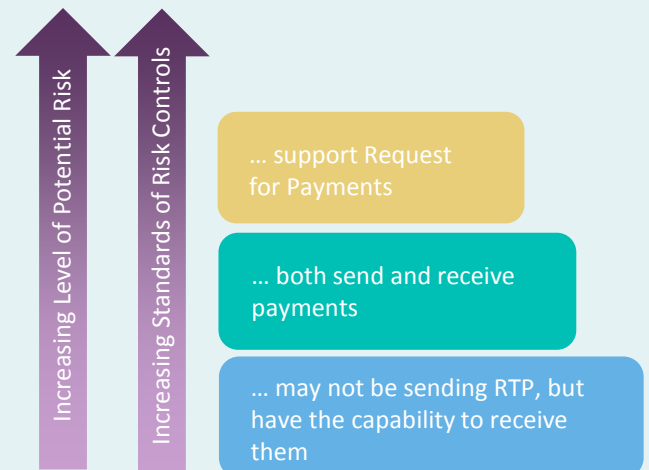 Increasing Level of Potential Risk
Increasing Standards of Risk Controls
... support Request
for Payments
... both send and receive
payments
... may not be sending RTP, but
have the capability to receive
them